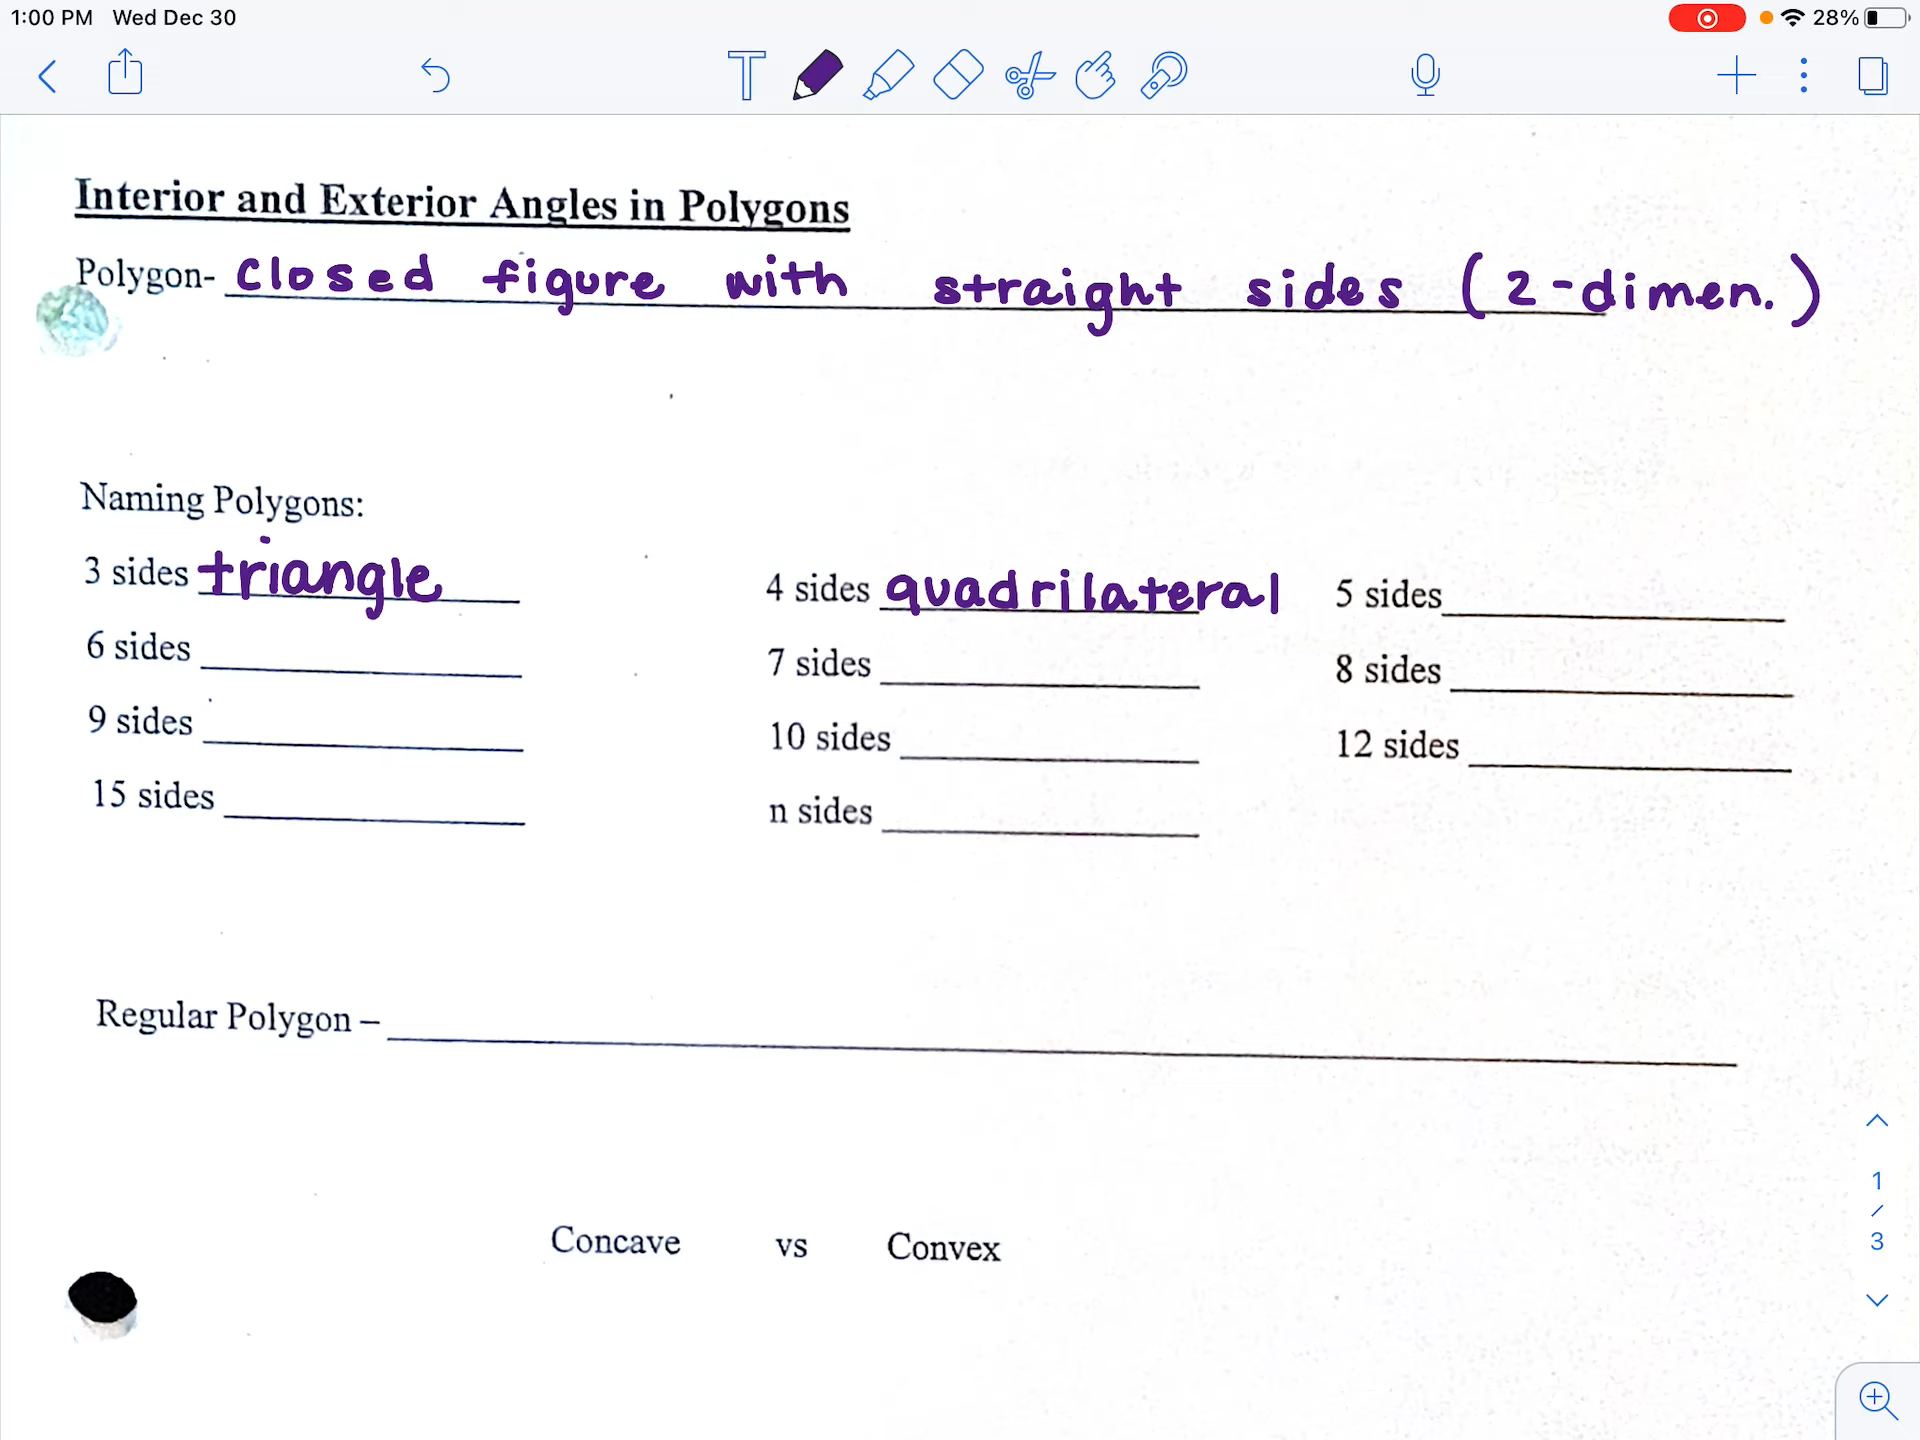 1:00 PM Wed Dec 30 28%
T
Interior and Exterior Angles in Polygons
Polygon- closed figure with straight sides (2-dimen.)
Naming Polygons:
3 sides triangle 4 sides quadrilateral 5 sides
6 sides 7 sides 8 sides
9 sides 10 sides 12 sides
15 sides n sides
Regular Polygon –
Concave vs Convex
1
/
3